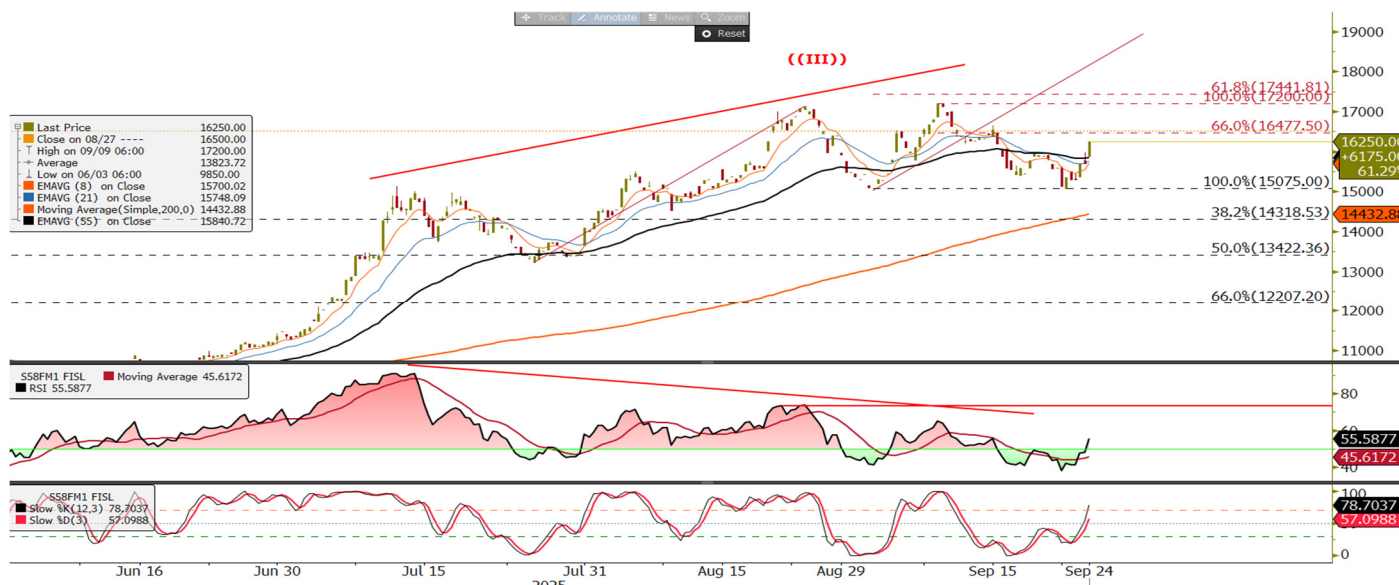 Track Annotate News Zoom
Reset
((III))
Last Price 16250.00
Close on 08/27 ---- 16500.00
High on 09/09 06:00 17200.00
Average 13823.72
Low on 06/03 06:00 9850.00
EMAVG (8) on Close 15700.02
EMAVG (21) on Close 15748.09
Moving Average(Simple,200,0) 14432.88
EMAVG (55) on Close 15840.72
61.8%(17441.81)
100.0%(17200.00)
66.0%(16477.50)
100.0%(15075.00)
38.2%(14318.53)
50.0%(13422.36)
66.0%(12207.20)
19000
18000
17000
16250.00
+6175.00
61.29%
15000
14432.88
14000
13000
12000
11000
S58FM1 FISL Moving Average 45.6172
RSI 55.5877
80
55.5877
45.6172
40
S58FM1 FISL
Slow %K(12,3) 78.7037
Slow %D(3) 57.0988
100
78.7037
57.0988
0
Jun 16 Jun 30 Jul 15 Jul 31 Aug 15 Aug 29 Sep 15 Sep 24
2025